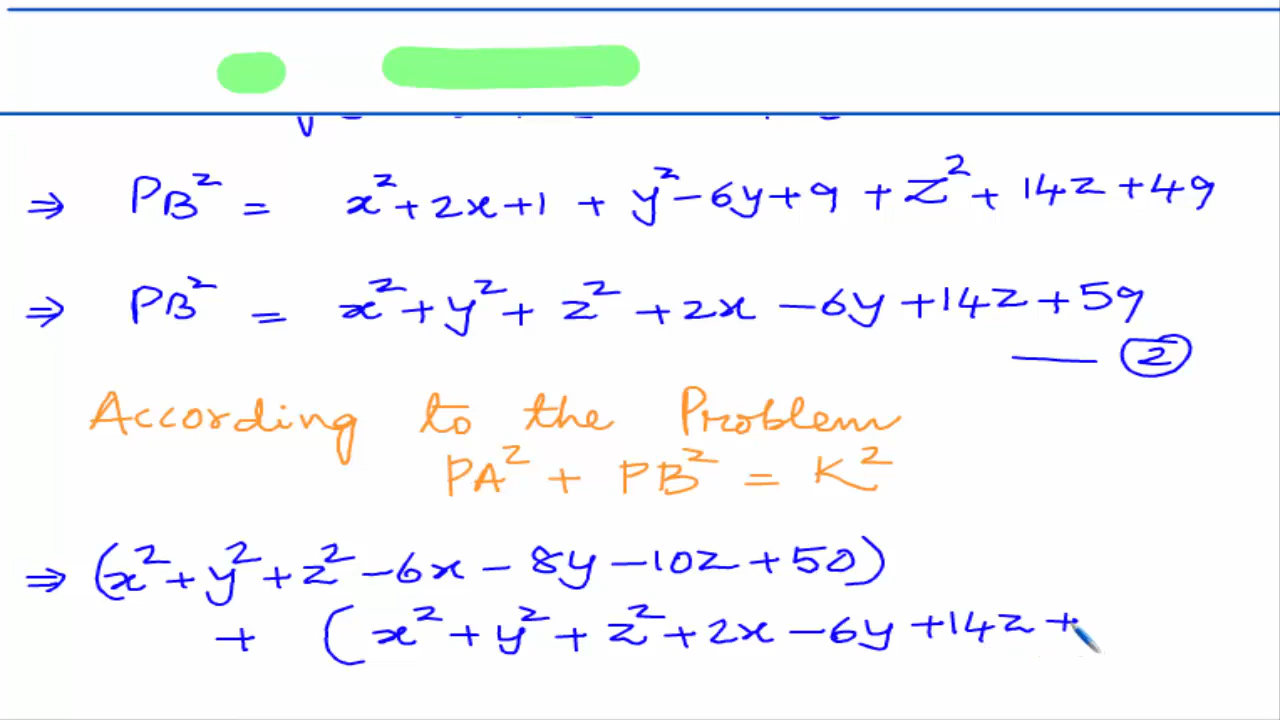 ⇒ PB² = x²+2x+1 + y²-6y+9 + z² + 14z+49
⇒ PB² = x²+y²+z²+2x-6y+14z+59
— ②
According to the Problem
PA² + PB² = K²
⇒ (x²+y²+z²-6x-8y-10z+50)
+ (x²+y²+z²+2x-6y+14z+